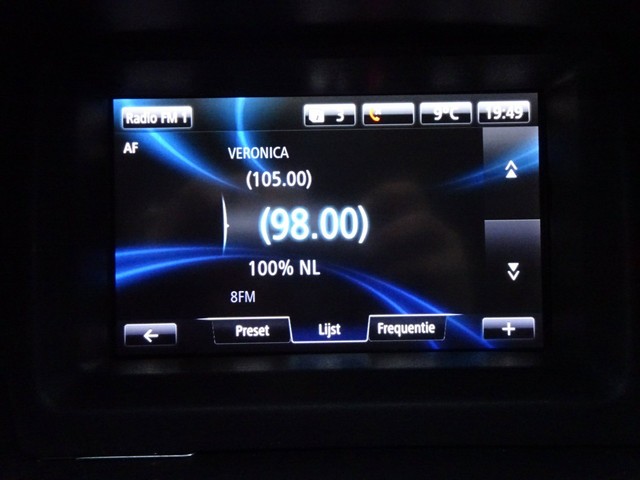 Radio FM 1 3 9°C 19:49
AF
VERONICA
(105.00)
(98.00)
100% NL
8FM
Preset Lijst Frequentie +